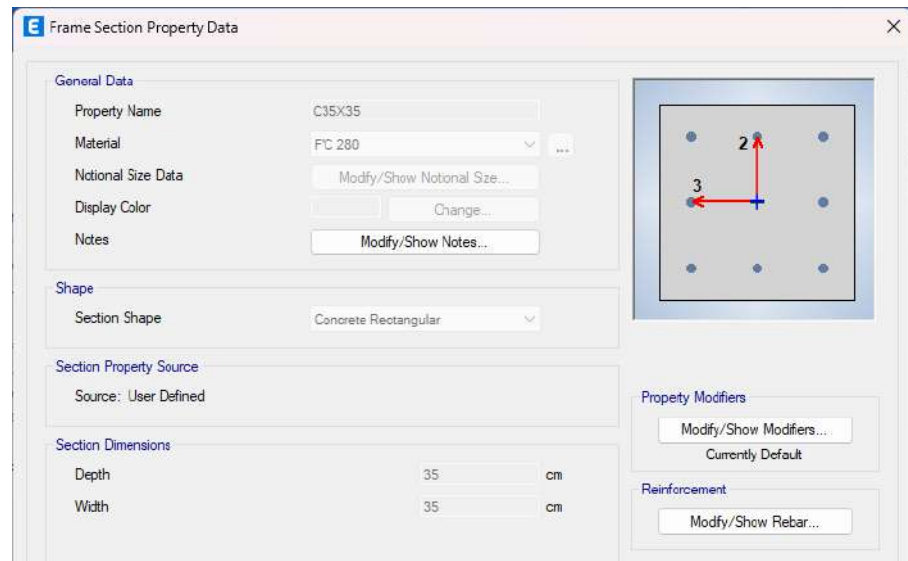 E Frame Section Property Data
General Data
Property Name C35X35
Material F'C 280 ...
Notional Size Data Modify/Show Notional Size...
Display Color Change...
Notes Modify/Show Notes...
2
3
Shape
Section Shape Concrete Rectangular
Section Property Source
Source: User Defined
Property Modifiers
Modify/Show Modifiers...
Currently Default
Section Dimensions
Depth 35 cm
Width 35 cm
Reinforcement
Modify/Show Rebar...